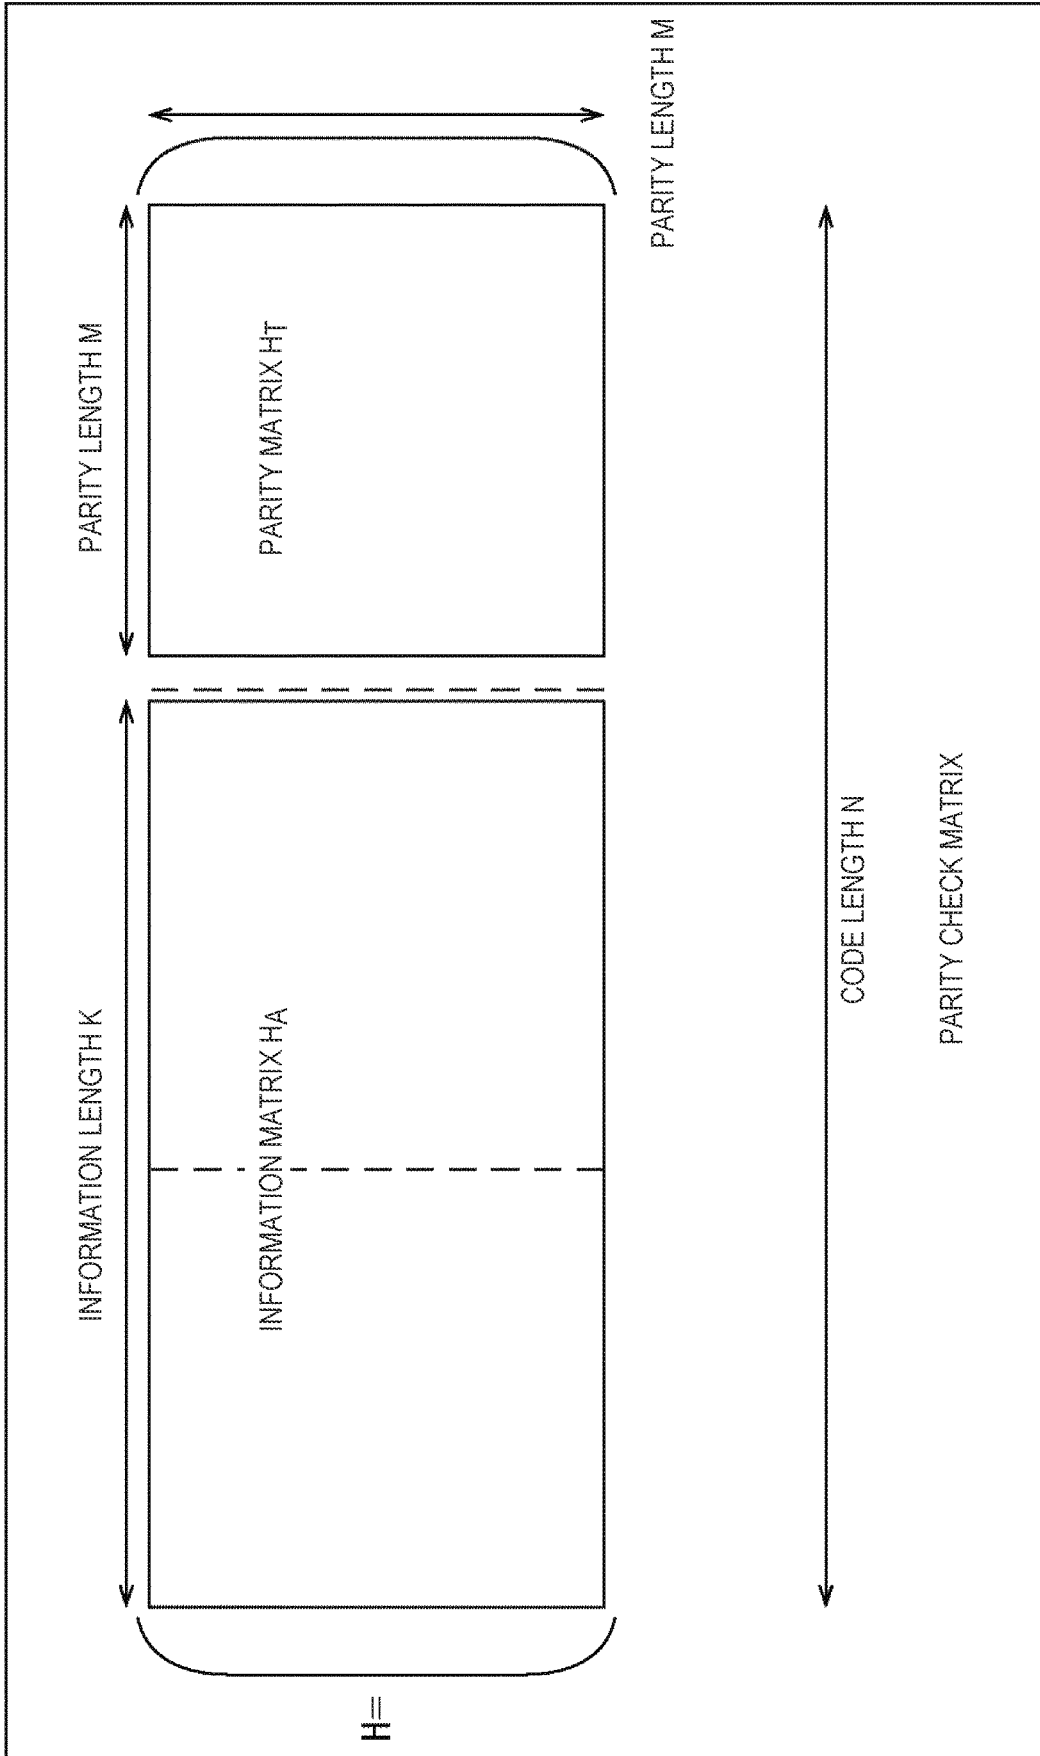 INFORMATION LENGTH K
PARITY LENGTH M
H=
INFORMATION MATRIX HA
PARITY MATRIX HT
PARITY LENGTH M
CODE LENGTH N
PARITY CHECK MATRIX